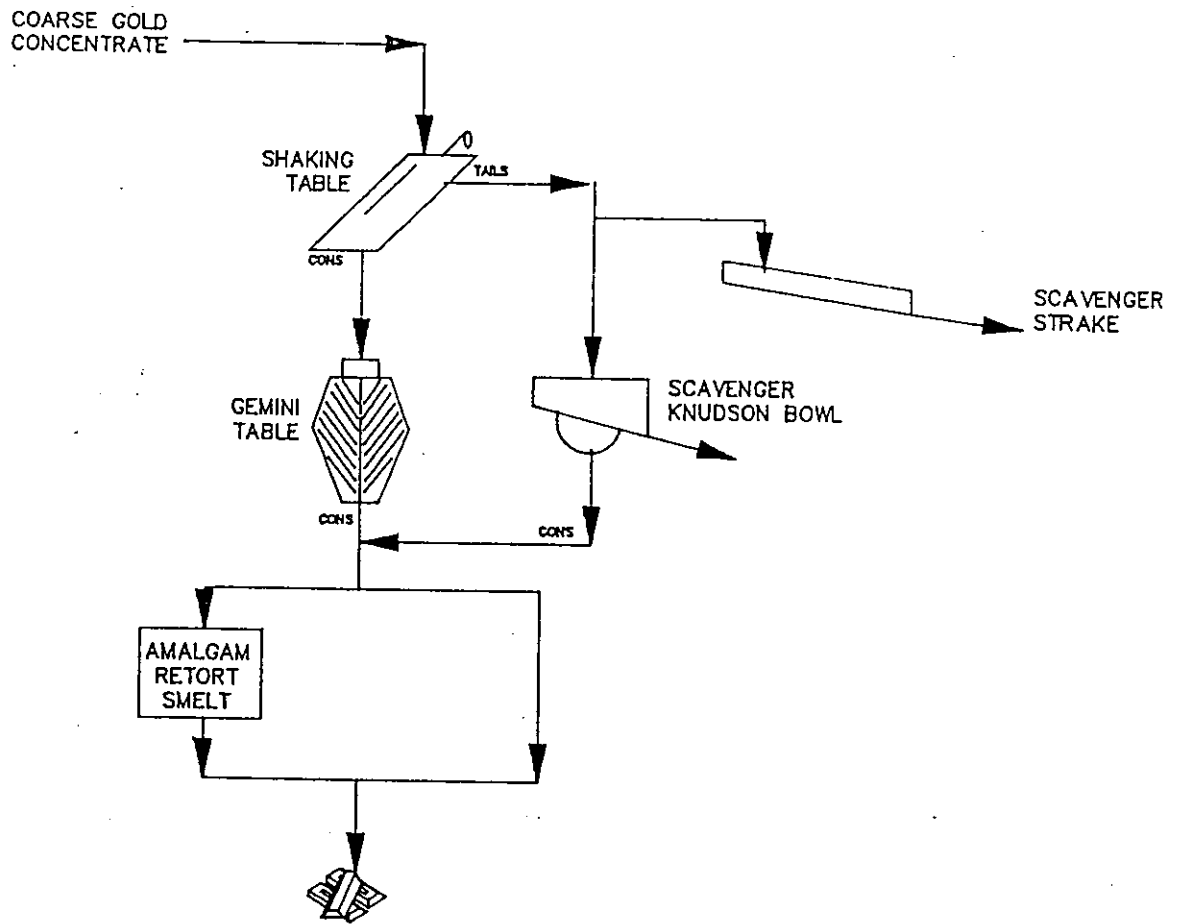 COARSE GOLD
CONCENTRATE
SHAKING
TABLE
TAILS
CONS
SCAVENGER
STRAKE
GEMINI
TABLE
SCAVENGER
KNUDSON BOWL
CONS
CONS
AMALGAM
RETORT
SMELT